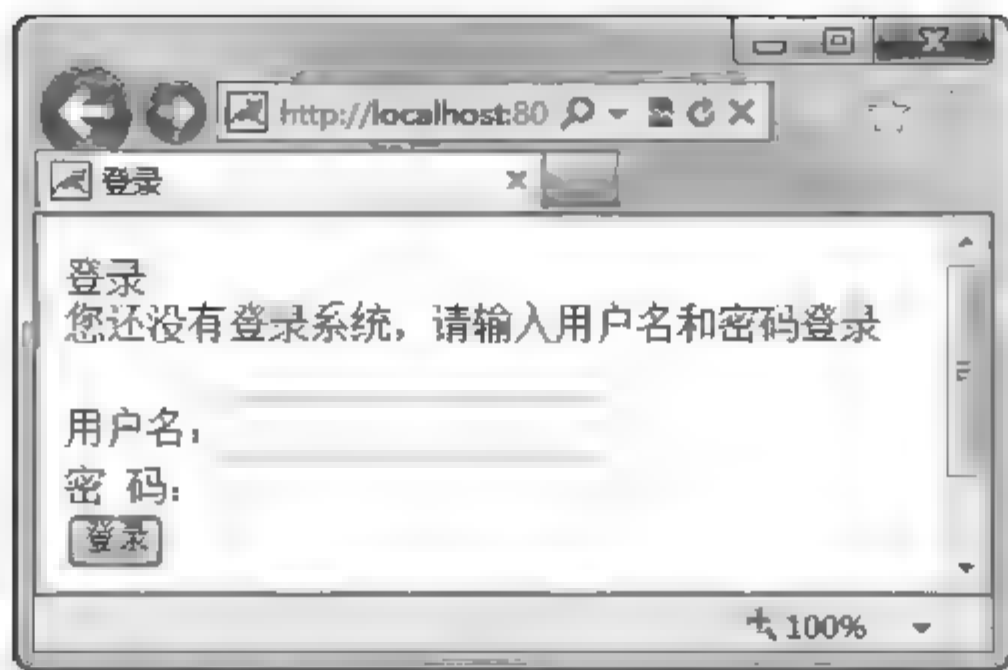 http://localhost:80
登录
登录
您还没有登录系统，请输入用户名和密码登录
用户名：
密 码：
登录
100%